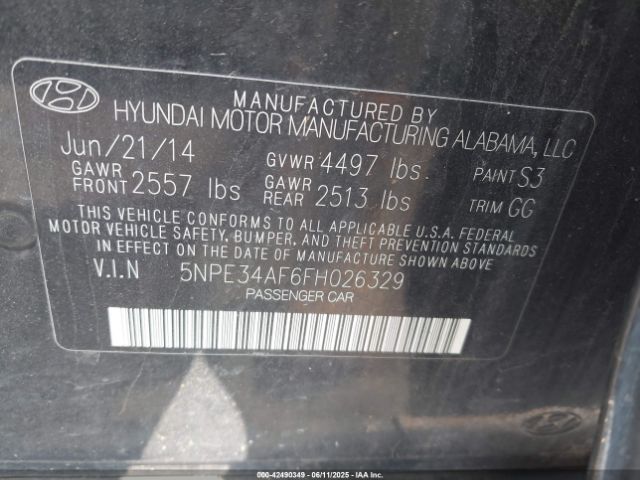 MANUFACTURED BY
HYUNDAI MOTOR MANUFACTURING ALABAMA, LLC
Jun/21/14 GVWR 4497 lbs. PAINT S3
GAWR FRONT 2557 lbs GAWR REAR 2513 lbs TRIM GG
THIS VEHICLE CONFORMS TO ALL APPLICABLE U.S.A. FEDERAL
MOTOR VEHICLE SAFETY, BUMPER, AND THEFT PREVENTION STANDARDS
IN EFFECT ON THE DATE OF MANUFACTURE SHOWN ABOVE.
V.I.N 5NPE34AF6FH026329
PASSENGER CAR
000-42490349 - 06/11/2025 - IAA Inc.